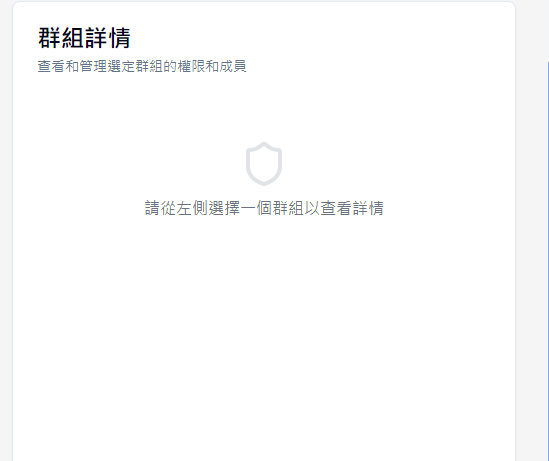 群組詳情
查看和管理選定群組的權限和成員
請從左側選擇一個群組以查看詳情